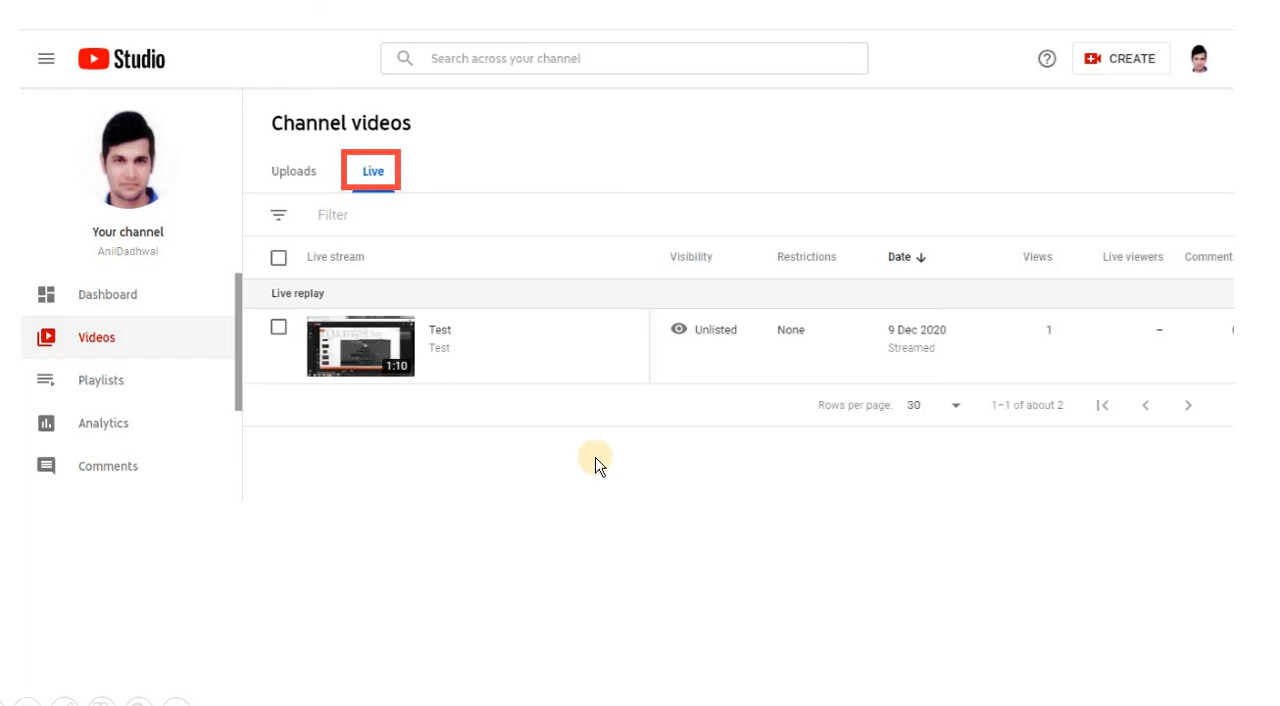 Studio
Search across your channel
CREATE
Channel videos
Uploads
Live
Your channel
AnilDadhwal
Filter
Live stream Visibility Restrictions Date Views Live viewers Comment
Dashboard
Live replay
Videos
Test Unlisted None 9 Dec 2020 1 –
Test Streamed
1:10
Playlists
Rows per page: 30 1–1 of about 2
Analytics
Comments